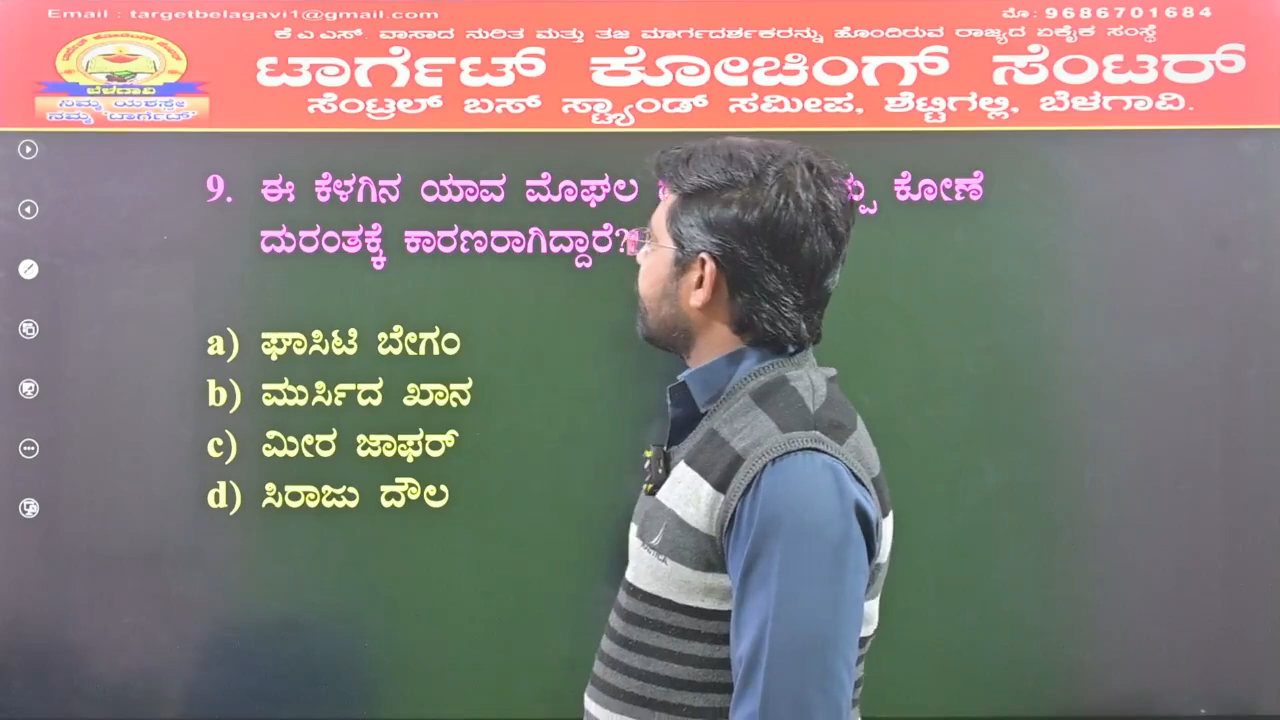 Email : targetbelagavi1@gmail.com
ಮೊ: 9686701684
ಕೆ.ಎ.ಎಸ್. ವಾಸಾದ ನುರಿತ ಮತ್ತು ತಜ್ಞ ಮಾರ್ಗದರ್ಶಕರನ್ನು ಹೊಂದಿರುವ ರಾಜ್ಯದ ಏಕೈಕ ಸಂಸ್ಥೆ
ಟಾರ್ಗೆಟ್ ಕೋಚಿಂಗ್ ಸೆಂಟರ್
ಸೆಂಟ್ರಲ್ ಬಸ್ ಸ್ಟ್ಯಾಂಡ್ ಸಮೀಪ, ಶೆಟ್ಟಿಗಲ್ಲಿ, ಬೆಳಗಾವಿ.
ಬೆಳಗಾವಿ
ನಿಮ್ಮ ಯಶಸ್ಸೇ
ನಮ್ಮ 'ಟಾರ್ಗೆಟ್'
9. ಈ ಕೆಳಗಿನ ಯಾವ ಮೊಘಲ ಕೋಣೆ
ದುರಂತಕ್ಕೆ ಕಾರಣರಾಗಿದ್ದಾರೆ?
a) ಘಾಸಿಟಿ ಬೇಗಂ
b) ಮುರ್ಸಿದ ಖಾನ
c) ಮೀರ ಜಾಫರ್
d) ಸಿರಾಜು ದೌಲ